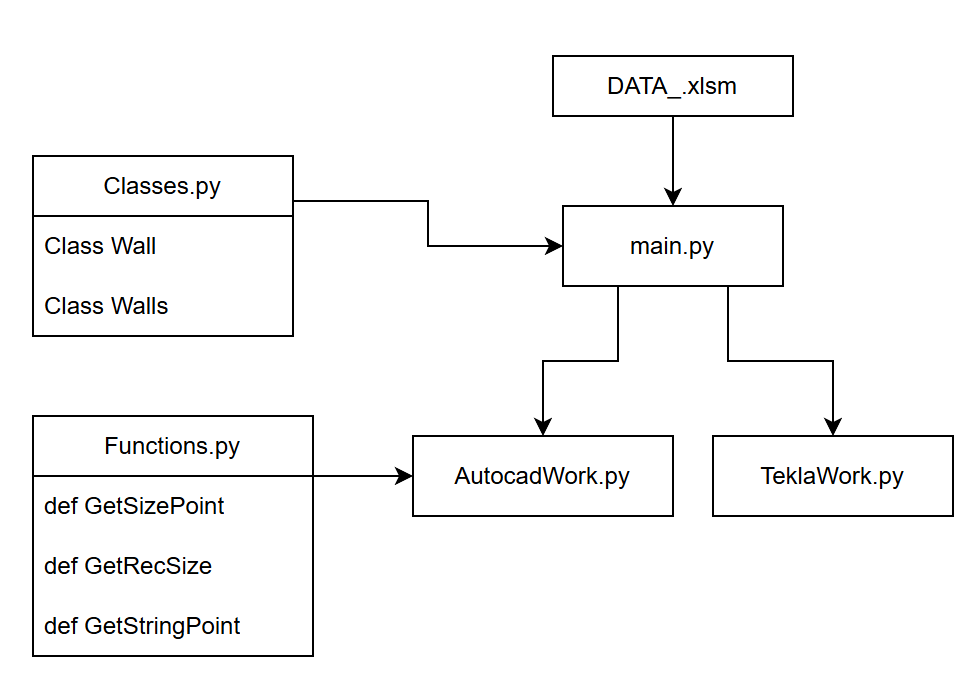 DATA_.xlsm
Classes.py
Class Wall
Class Walls
main.py
Functions.py
def GetSizePoint
def GetRecSize
def GetStringPoint
AutocadWork.py
TeklaWork.py